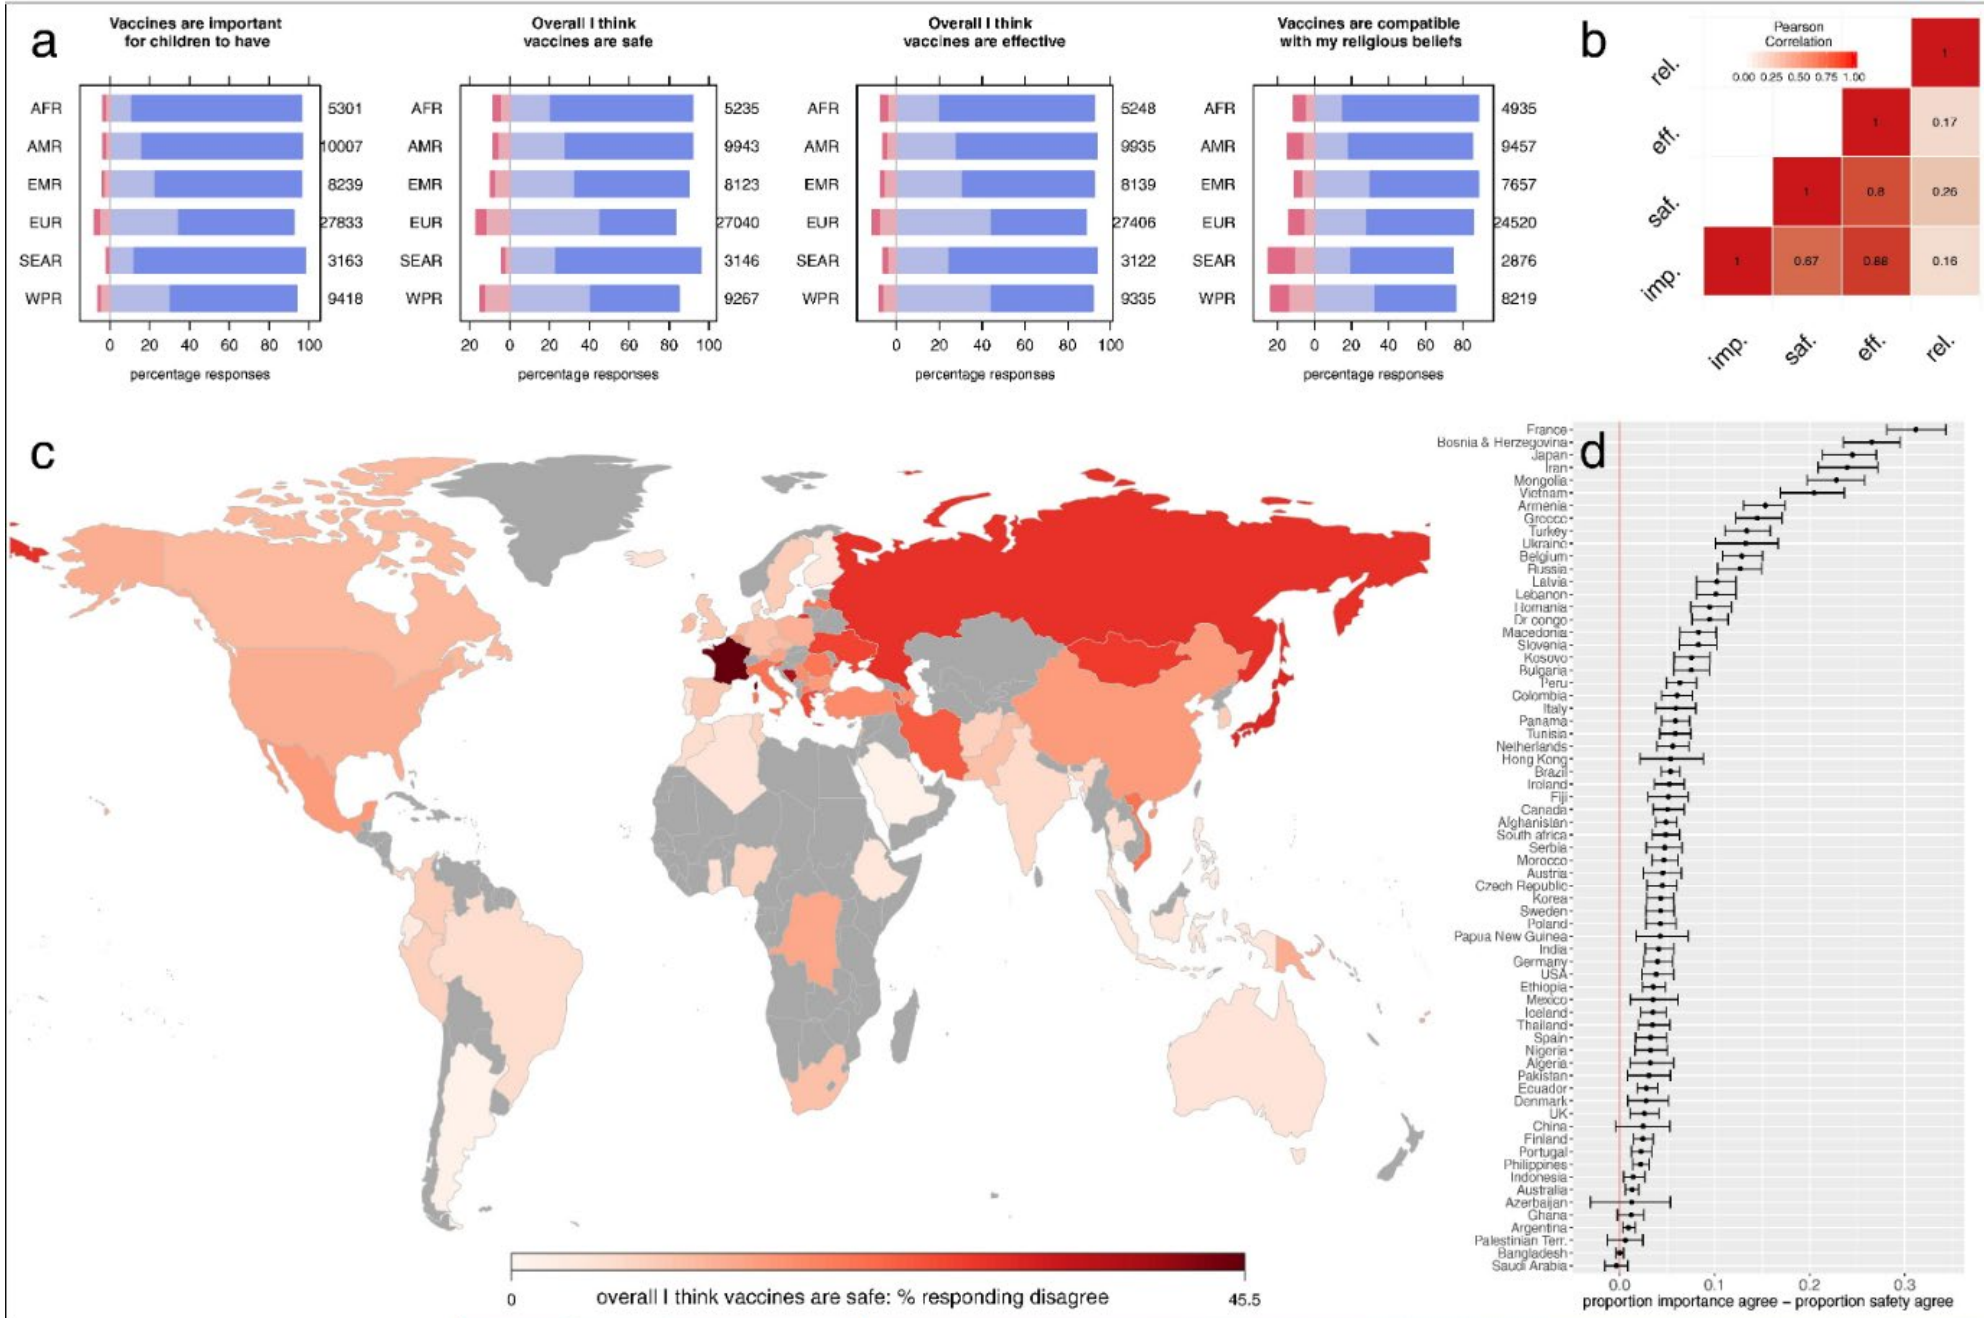 a
Vaccines are important
for children to have
Overall I think
vaccines are safe
Overall I think
vaccines are effective
Vaccines are compatible
with my religious beliefs
AFR 5301
AMR 10007
EMR 8239
EUR 27833
SEAR 3163
WPR 9418
0 20 40 60 80 100
percentage responses
AFR 5235
AMR 9943
EMR 8123
EUR 27040
SEAR 3146
WPR 9267
20 0 20 40 60 80 100
percentage responses
AFR 5248
AMR 9935
EMR 8139
EUR 27406
SEAR 3122
WPR 9335
0 20 40 60 80 100
percentage responses
AFR 4935
AMR 9457
EMR 7657
EUR 24520
SEAR 2876
WPR 8219
20 0 20 40 60 80
percentage responses
b
Pearson
Correlation
0.00 0.25 0.50 0.75 1.00
rel. 1
eff. 1 0.17
saf. 1 0.8 0.26
imp. 1 0.67 0.88 0.16
imp. saf. eff. rel.
c
0 45.5
overall I think vaccines are safe: % responding disagree
d
France
Bosnia & Herzegovina
Japan
Iran
Mongolia
Vietnam
Armenia
Greece
Turkey
Ukraine
Belgium
Russia
Latvia
Lebanon
Romania
Dr congo
Macedonia
Slovenia
Kosovo
Bulgaria
Peru
Colombia
Italy
Panama
Tunisia
Netherlands
Hong Kong
Brazil
Ireland
Fiji
Canada
Afghanistan
South africa
Serbia
Morocco
Austria
Czech Republic
Korea
Sweden
Poland
Papua New Guinea
India
Germany
USA
Ethiopia
Mexico
Iceland
Thailand
Spain
Nigeria
Algeria
Pakistan
Ecuador
Denmark
UK
China
Finland
Portugal
Philippines
Indonesia
Australia
Azerbaijan
Ghana
Argentina
Palestinian Terr.
Bangladesh
Saudi Arabia
0.0 0.1 0.2 0.3
proportion importance agree − proportion safety agree